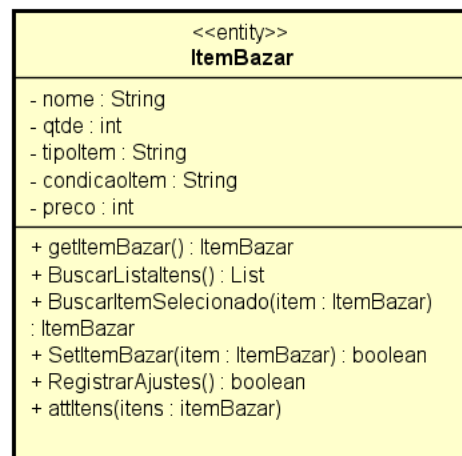 <<entity>>
ItemBazar
- nome : String
- qtde : int
- tipoItem : String
- condicaoItem : String
- preco : int
+ getItemBazar() : ItemBazar
+ BuscarListaItens() : List
+ BuscarItemSelecionado(item : ItemBazar)
: ItemBazar
+ SetItemBazar(item : ItemBazar) : boolean
+ RegistrarAjustes() : boolean
+ attItens(itens : itemBazar)